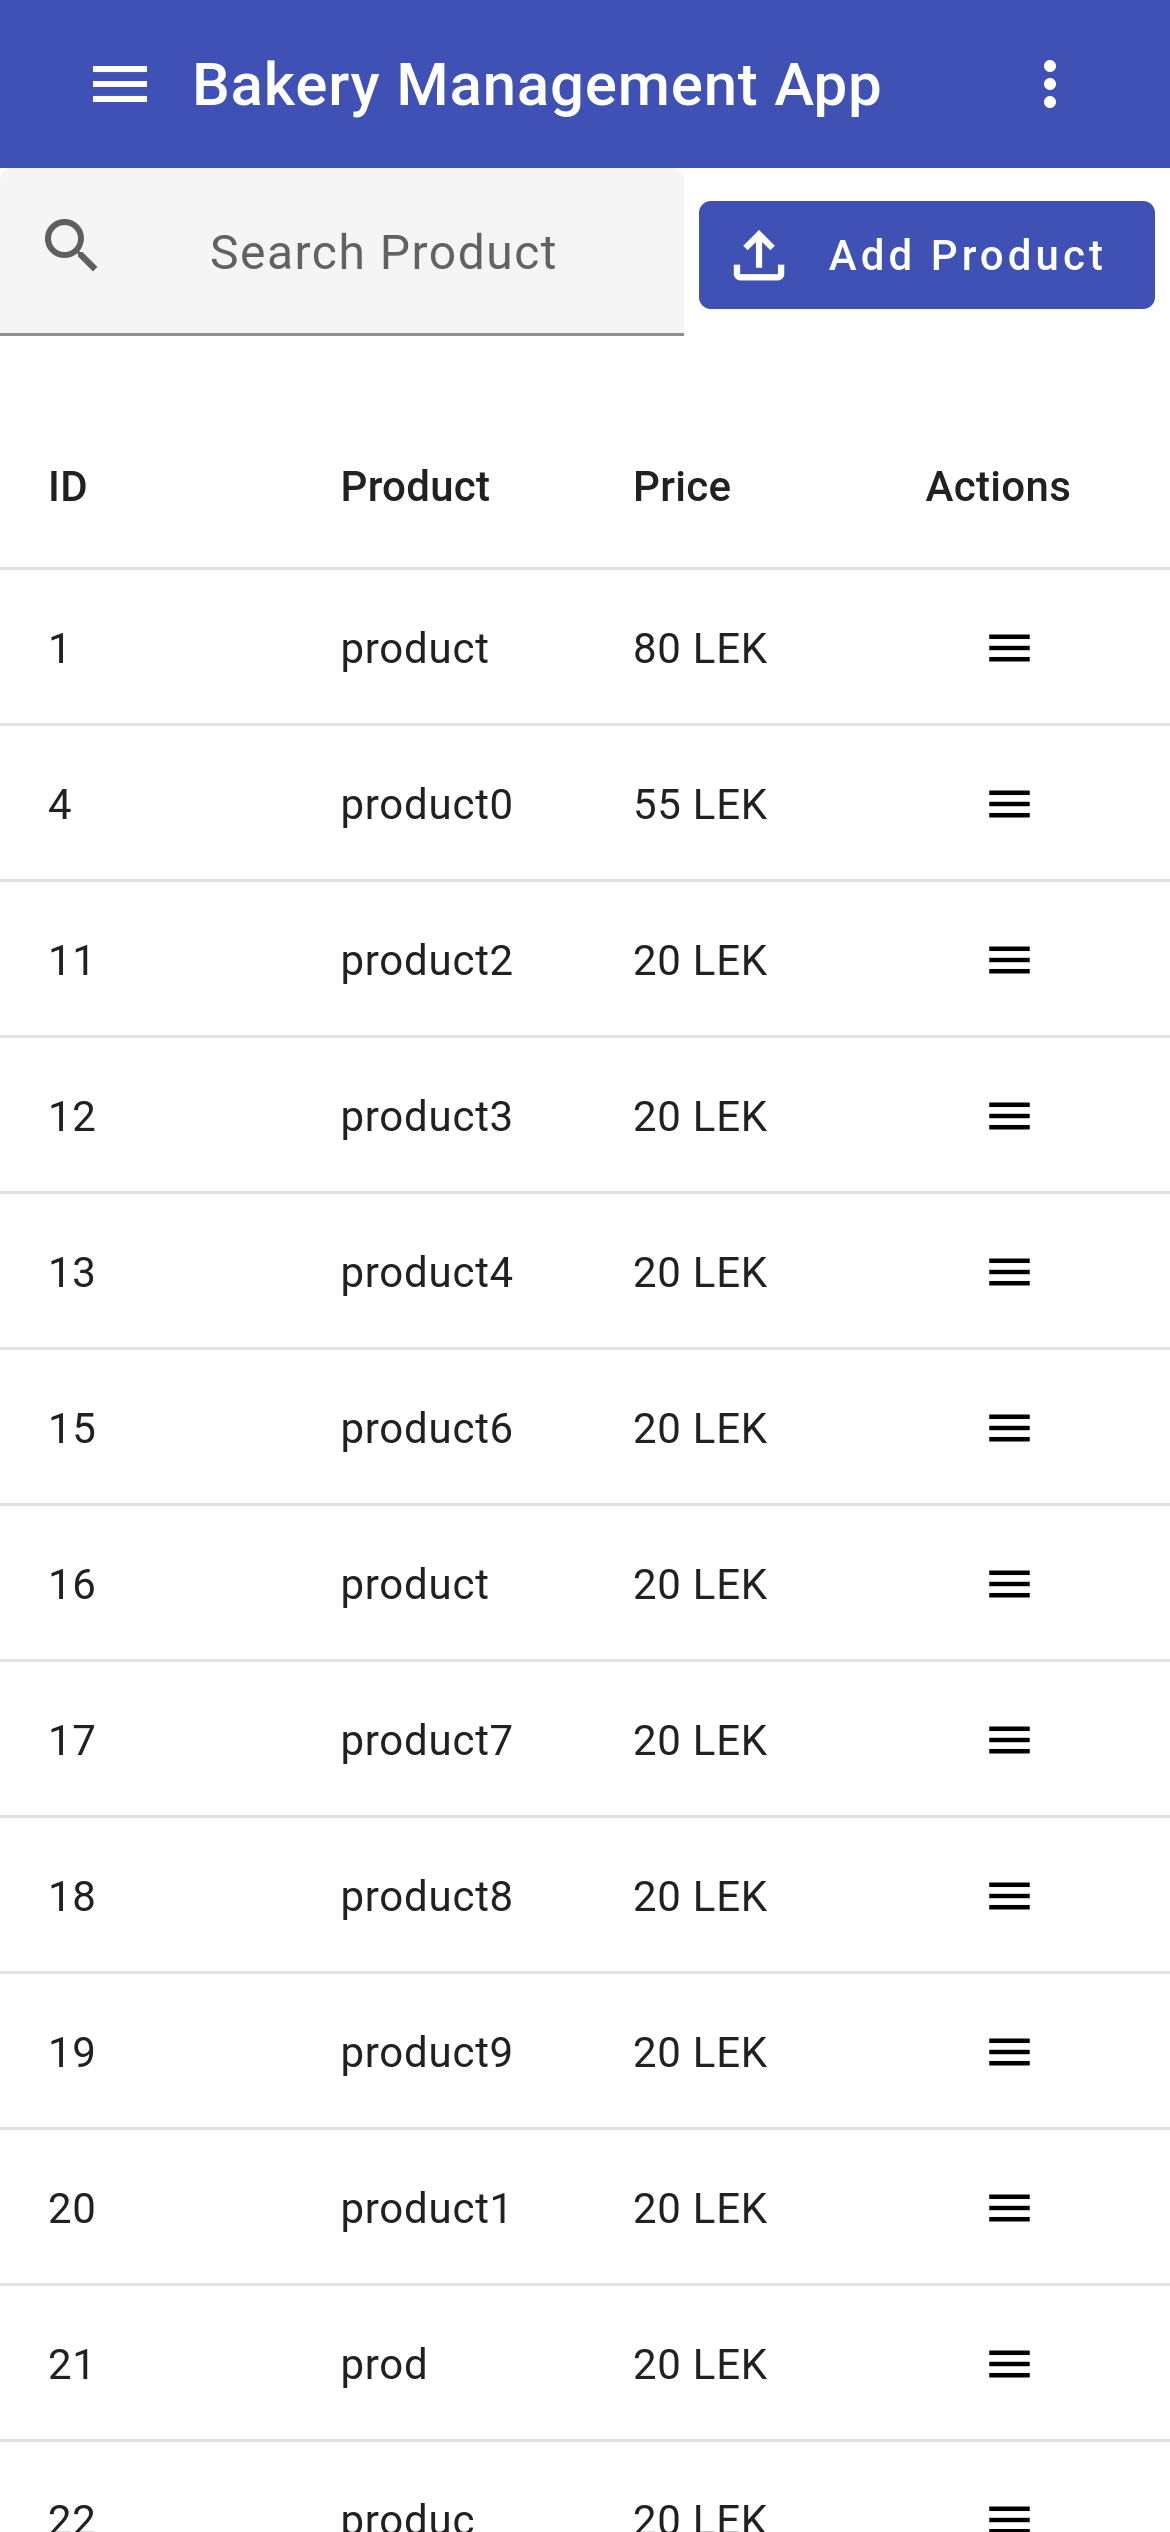 Bakery Management App
Search Product
Add Product
ID Product Price Actions
1 product 80 LEK
4 product0 55 LEK
11 product2 20 LEK
12 product3 20 LEK
13 product4 20 LEK
15 product6 20 LEK
16 product 20 LEK
17 product7 20 LEK
18 product8 20 LEK
19 product9 20 LEK
20 product1 20 LEK
21 prod 20 LEK
22 produc 20 LEK